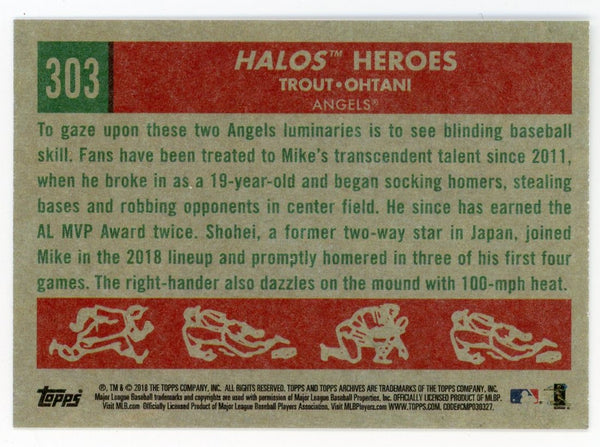 303
HALOS™ HEROES
TROUT•OHTANI
ANGELS®
To gaze upon these two Angels luminaries is to see blinding baseball
skill. Fans have been treated to Mike's transcendent talent since 2011,
when he broke in as a 19-year-old and began socking homers, stealing
bases and robbing opponents in center field. He since has earned the
AL MVP Award twice. Shohei, a former two-way star in Japan, joined
Mike in the 2018 lineup and promptly homered in three of his first four
games. The right-hander also dazzles on the mound with 100-mph heat.
topps
®, TM & © 2018 THE TOPPS COMPANY, INC. ALL RIGHTS RESERVED. TOPPS AND TOPPS ARCHIVES ARE TRADEMARKS OF THE TOPPS COMPANY, INC.
Major League Baseball trademarks and copyrights are used with permission of Major League Baseball Properties, Inc. OFFICIALLY LICENSED PRODUCT OF MLBP.
Visit MLB.com. Officially Licensed Product of Major League Baseball Players Association. Visit MLBPlayers.com WWW.TOPPS.COM. CODE#CMP038327.